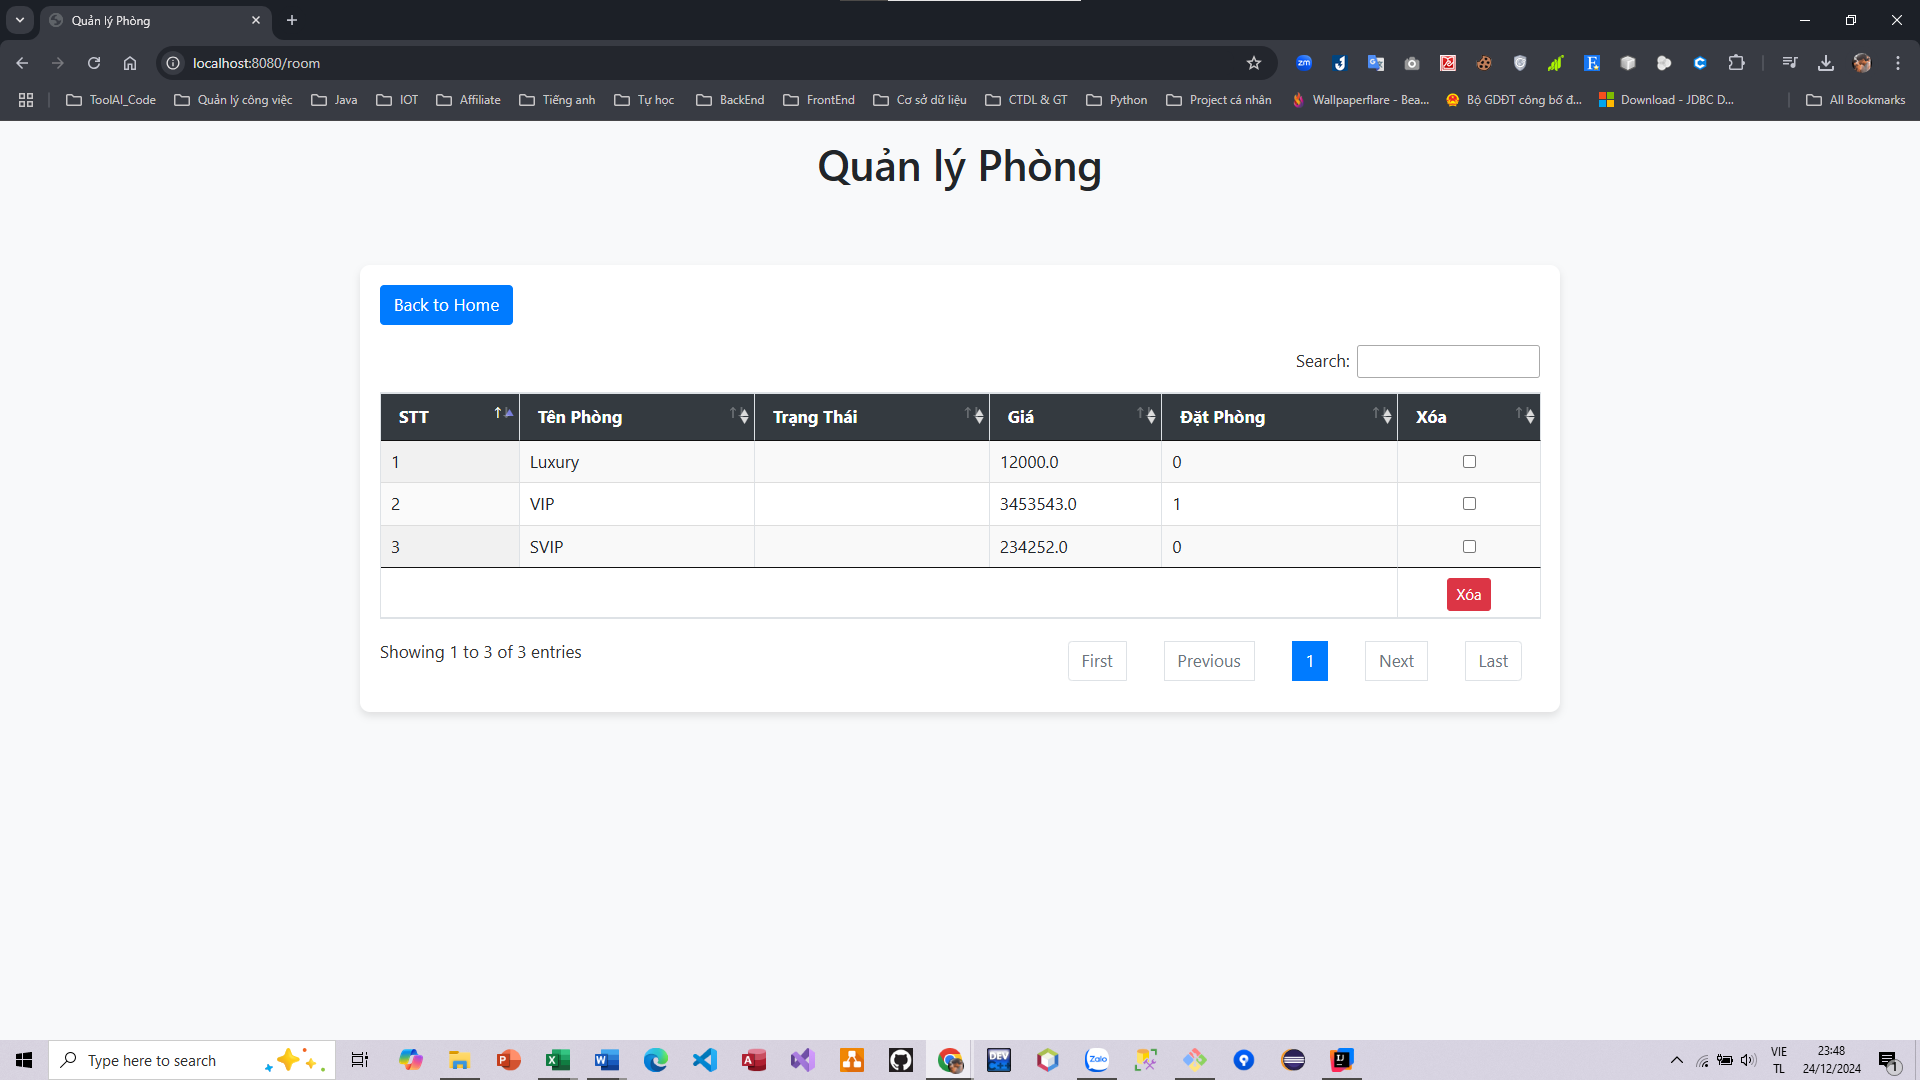 Quản lý Phòng
localhost:8080/room
ToolAI_Code Quản lý công việc Java IOT Affiliate Tiếng anh Tự học BackEnd FrontEnd Cơ sở dữ liệu CTDL & GT Python Project cá nhân Wallpaperflare - Bea... Bộ GDĐT công bố đ... Download - JDBC D... All Bookmarks
Quản lý Phòng
Back to Home
Search:
STT Tên Phòng Trạng Thái Giá Đặt Phòng Xóa
1 Luxury 12000.0 0
2 VIP 3453543.0 1
3 SVIP 234252.0 0
Xóa
Showing 1 to 3 of 3 entries First Previous 1 Next Last
Type here to search
VIE 23:48
TL 24/12/2024